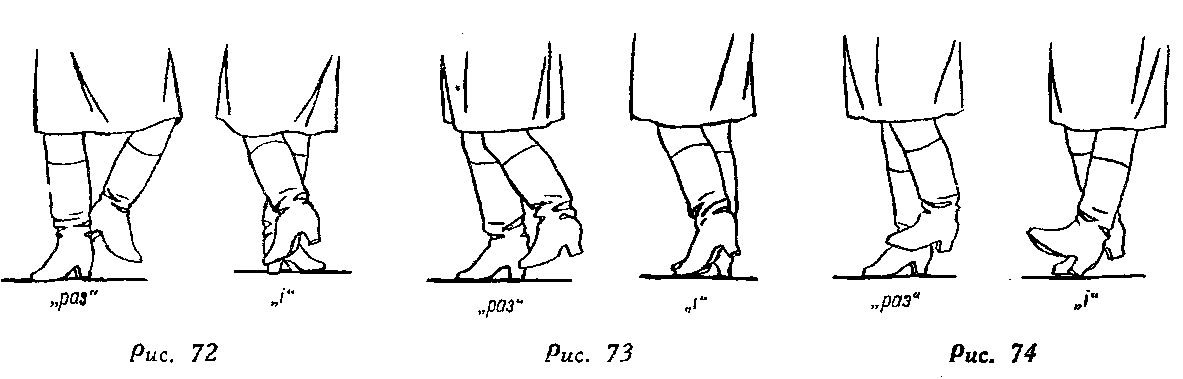 „раз“ „і“ „раз“ „і“ „раз“ „і“
Рис. 72 Рис. 73 Рис. 74